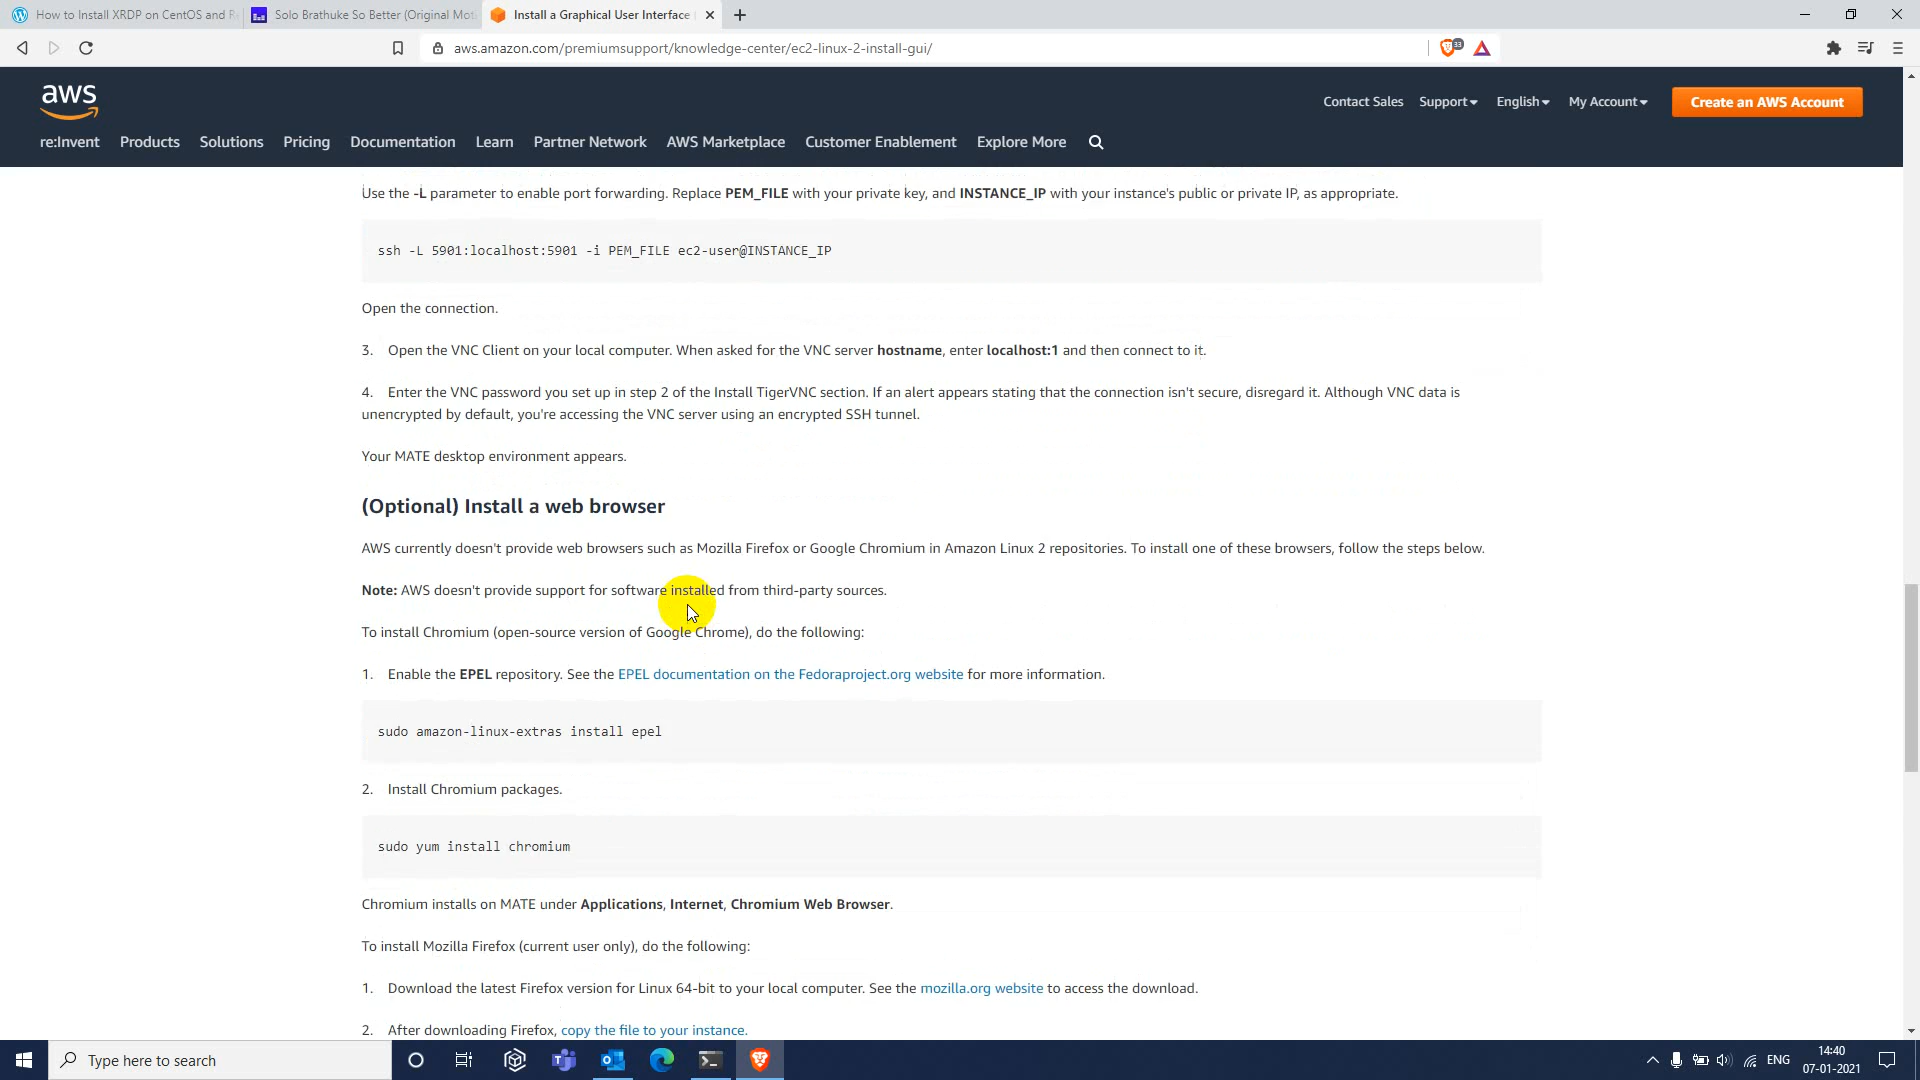 How to Install XRDP on CentOS and R
Solo Brathuke So Better (Original Mot
Install a Graphical User Interface
aws.amazon.com/premiumsupport/knowledge-center/ec2-linux-2-install-gui/
33
aws
Contact Sales Support English My Account Create an AWS Account
re:Invent Products Solutions Pricing Documentation Learn Partner Network AWS Marketplace Customer Enablement Explore More
Use the -L parameter to enable port forwarding. Replace PEM_FILE with your private key, and INSTANCE_IP with your instance's public or private IP, as appropriate.
ssh -L 5901:localhost:5901 -i PEM_FILE ec2-user@INSTANCE_IP
Open the connection.
3. Open the VNC Client on your local computer. When asked for the VNC server hostname, enter localhost:1 and then connect to it.
4. Enter the VNC password you set up in step 2 of the Install TigerVNC section. If an alert appears stating that the connection isn't secure, disregard it. Although VNC data is
unencrypted by default, you're accessing the VNC server using an encrypted SSH tunnel.
Your MATE desktop environment appears.
(Optional) Install a web browser
AWS currently doesn't provide web browsers such as Mozilla Firefox or Google Chromium in Amazon Linux 2 repositories. To install one of these browsers, follow the steps below.
Note: AWS doesn't provide support for software installed from third-party sources.
To install Chromium (open-source version of Google Chrome), do the following:
1. Enable the EPEL repository. See the EPEL documentation on the Fedoraproject.org website for more information.
sudo amazon-linux-extras install epel
2. Install Chromium packages.
sudo yum install chromium
Chromium installs on MATE under Applications, Internet, Chromium Web Browser.
To install Mozilla Firefox (current user only), do the following:
1. Download the latest Firefox version for Linux 64-bit to your local computer. See the mozilla.org website to access the download.
2. After downloading Firefox, copy the file to your instance.
Type here to search
ENG
14:40
07-01-2021